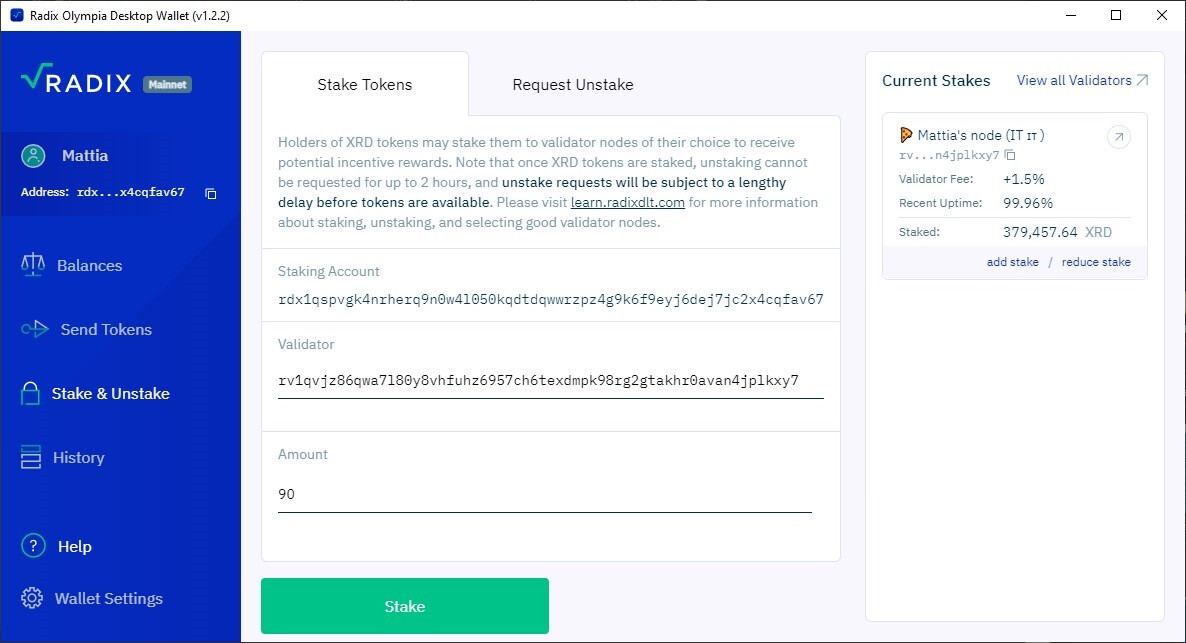 Radix Olympia Desktop Wallet (v1.2.2)
RADIX Mainnet
Mattia
Address: rdx...x4cqfav67
Balances
Send Tokens
Stake & Unstake
History
Help
Wallet Settings
Stake Tokens
Request Unstake
Holders of XRD tokens may stake them to validator nodes of their choice to receive
potential incentive rewards. Note that once XRD tokens are staked, unstaking cannot
be requested for up to 2 hours, and unstake requests will be subject to a lengthy
delay before tokens are available. Please visit learn.radixdlt.com for more information
about staking, unstaking, and selecting good validator nodes.
Staking Account
rdx1qspvgk4nrherq9n0w4l050kqdtdqwwrzpz4g9k6f9eyj6dej7jc2x4cqfav67
Validator
rv1qvjz86qwa7l80y8vhfuhz6957ch6texdmpk98rg2gtakhr0avan4jplkxy7
Amount
90
Stake
Current Stakes
View all Validators
Mattia's node (IT ɪᴛ)
rv...n4jplkxy7
Validator Fee: +1.5%
Recent Uptime: 99.96%
Staked: 379,457.64 XRD
add stake / reduce stake